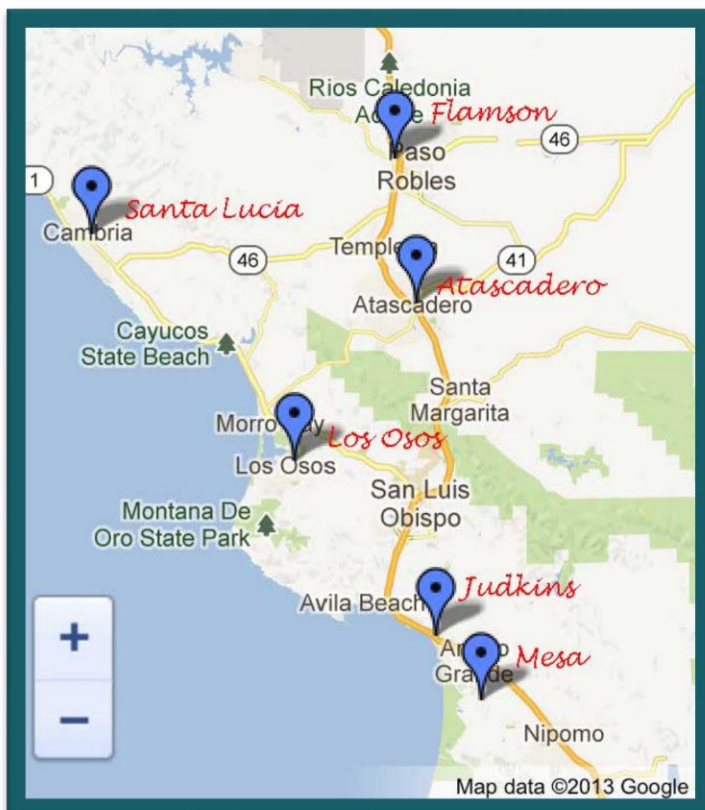 Rios Caledonia
Flamson
46
Paso
Robles
1
Santa Lucia
Cambria
46
41
Atascadero
Atascadero
Cayucos
State Beach
Santa
Margarita
Morro
Los Osos
Los Osos
San Luis
Obispo
Montana De
Oro State Park
Judkins
Avila Beach
Mesa
Grande
Nipomo
+
−
Map data ©2013 Google